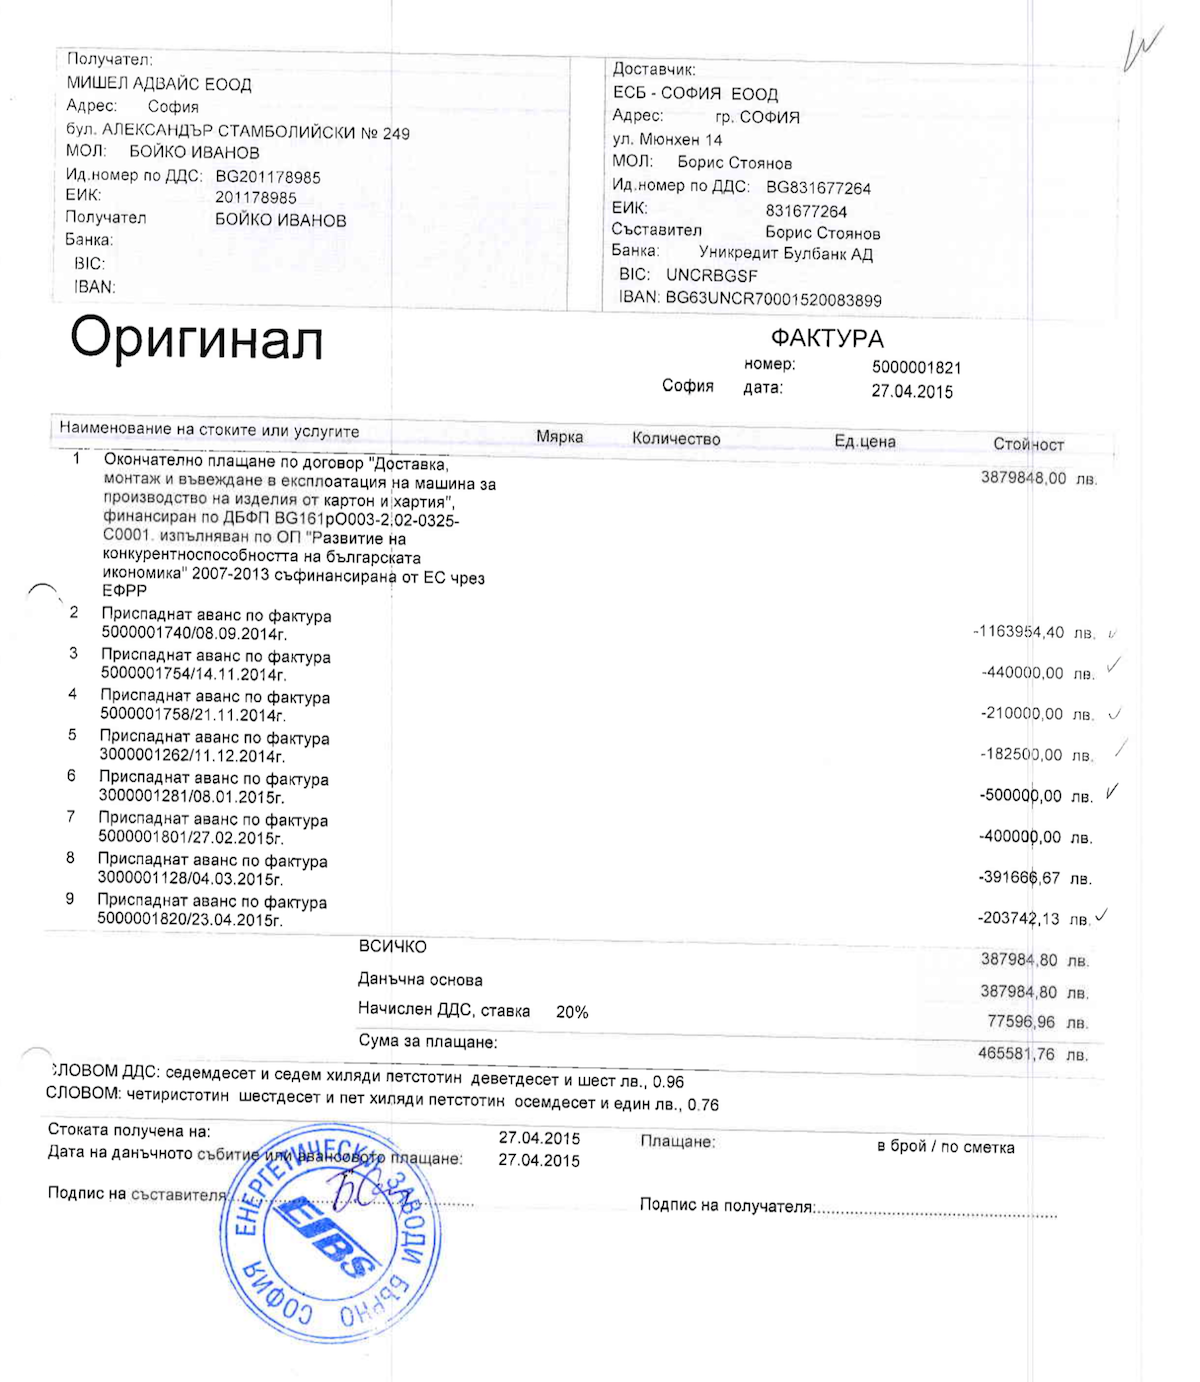 Получател:
МИШЕЛ АДВАЙС ЕООД
Адрес: София
бул. АЛЕКСАНДЪР СТАМБОЛИЙСКИ № 249
МОЛ: БОЙКО ИВАНОВ
Ид.номер по ДДС: BG201178985
ЕИК: 201178985
Получател БОЙКО ИВАНОВ
Банка:
BIC:
IBAN:
Доставчик:
ЕСБ - СОФИЯ ЕООД
Адрес: гр. СОФИЯ
ул. Мюнхен 14
МОЛ: Борис Стоянов
Ид.номер по ДДС: BG831677264
ЕИК: 831677264
Съставител Борис Стоянов
Банка: Уникредит Булбанк АД
BIC: UNCRBGSF
IBAN: BG63UNCR70001520083899
Оригинал
ФАКТУРА
номер: 5000001821
София дата: 27.04.2015
Наименование на стоките или услугите Мярка Количество Ед.цена Стойност
1 Окончателно плащане по договор "Доставка, 3879848,00 лв.
монтаж и въвеждане в експлоатация на машина за
производство на изделия от картон и хартия",
финансиран по ДБФП BG161pO003-2.02-0325-
C0001. изпълняван по ОП "Развитие на
конкурентноспособността на българската
икономика" 2007-2013 съфинансирана от ЕС чрез
ЕФРР
2 Приспаднат аванс по фактура
5000001740/08.09.2014г. -1163954,40 лв.
3 Приспаднат аванс по фактура
5000001754/14.11.2014г. -440000,00 лв.
4 Приспаднат аванс по фактура
5000001758/21.11.2014г. -210000,00 лв.
5 Приспаднат аванс по фактура
3000001262/11.12.2014г. -182500,00 лв.
6 Приспаднат аванс по фактура
3000001281/08.01.2015г. -500000,00 лв.
7 Приспаднат аванс по фактура
5000001801/27.02.2015г. -400000,00 лв.
8 Приспаднат аванс по фактура
3000001128/04.03.2015г. -391666,67 лв.
9 Приспаднат аванс по фактура
5000001820/23.04.2015г. -203742,13 лв.
ВСИЧКО 387984,80 лв.
Данъчна основа 387984,80 лв.
Начислен ДДС, ставка 20% 77596,96 лв.
Сума за плащане: 465581,76 лв.
СЛОВОМ ДДС: седемдесет и седем хиляди петстотин деветдесет и шест лв., 0.96
СЛОВОМ: четиристотин шестдесет и пет хиляди петстотин осемдесет и един лв., 0.76
Стоката получена на: 27.04.2015 Плащане: в брой / по сметка
Дата на данъчното събитие или авансовото плащане: 27.04.2015
Подпис на съставителя:
Подпис на получателя:
ЕНЕРГЕТИЧЕСКИ ЗАВОДИ БЪРНО СОФИЯ
EBS